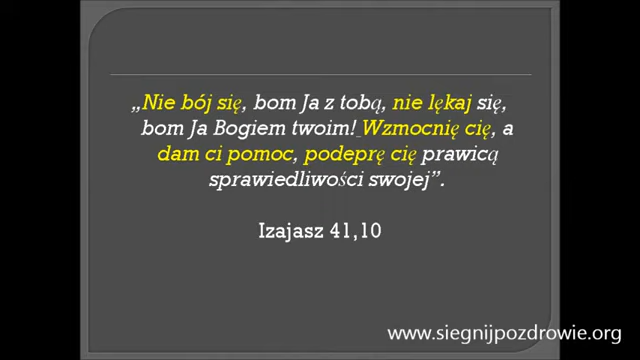 „Nie bój się, bom Ja z tobą, nie lękaj się,
bom Ja Bogiem twoim! Wzmocnię cię, a
dam ci pomoc, podeprę cię prawicą
sprawiedliwości swojej”.
Izajasz 41,10
www.siegnijpozdrowie.org